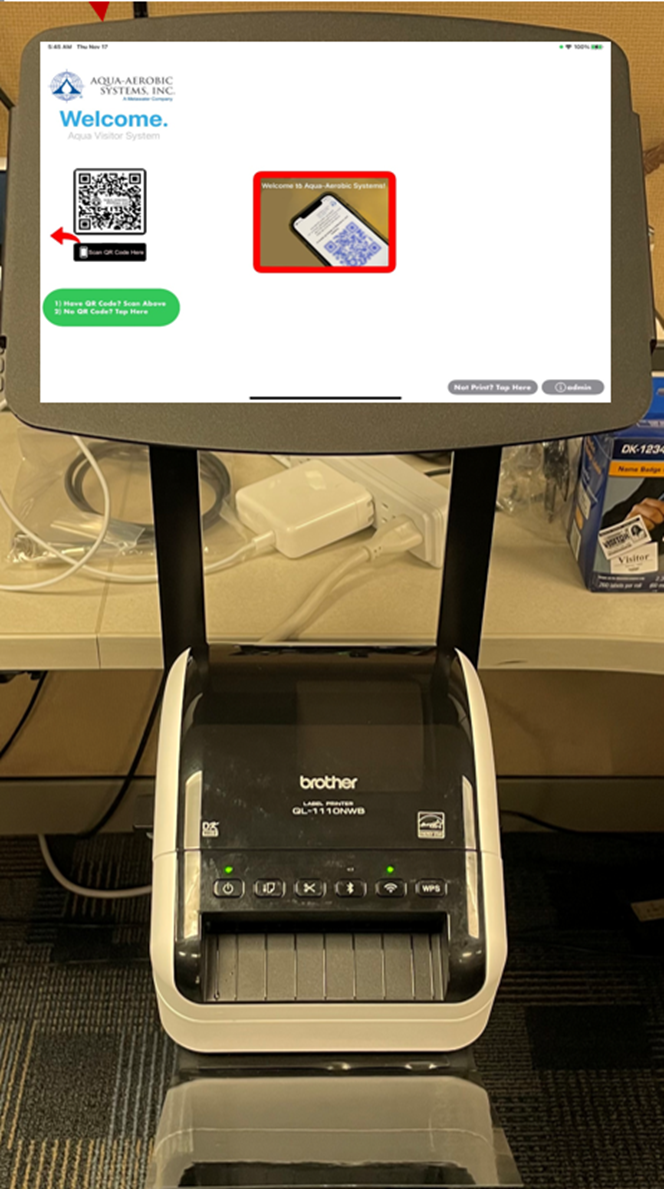 5:45 AM Thu Nov 17
100%
AQUA-AEROBIC
SYSTEMS, INC.
A Metawater Company
Welcome.
Aqua Visitor System
Scan QR Code Here
1) Have QR Code? Scan Above
2) No QR Code? Tap Here
Welcome to Aqua-Aerobic Systems!
Not Print? Tap Here
admin
DK-1234
Name Badge
VISITOR
Visitor
brother
LABEL PRINTER
QL-1110NWB
DK
WPS